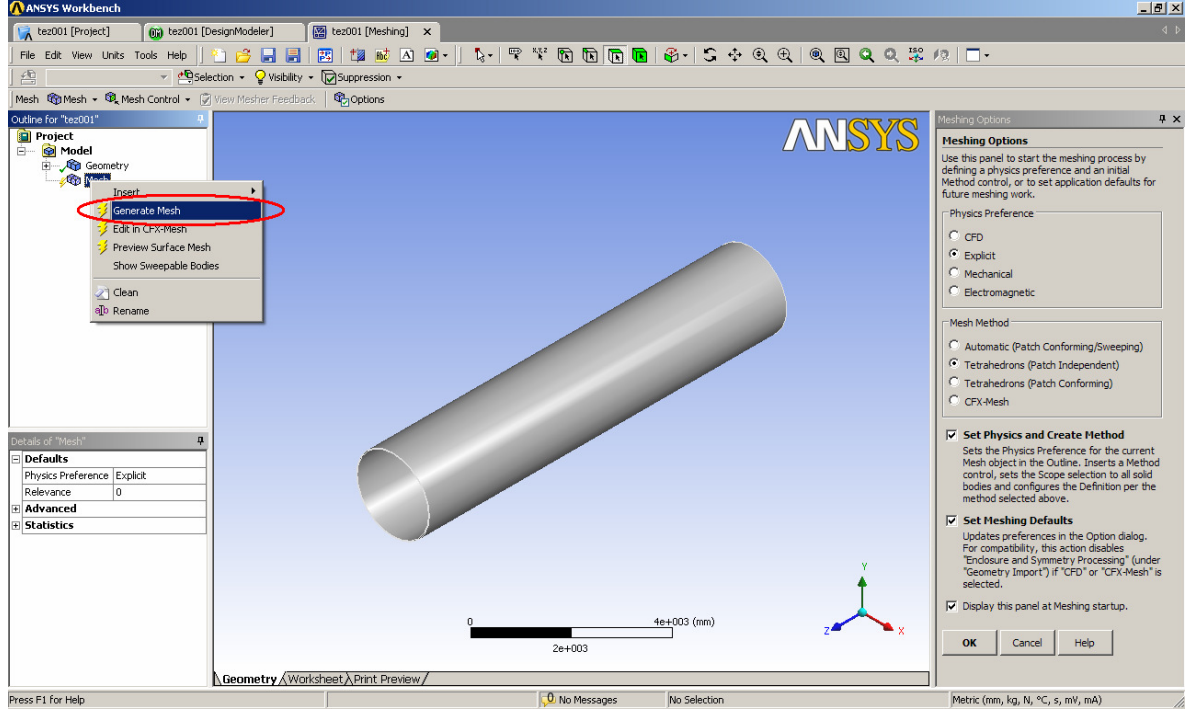 ANSYS Workbench
tez001 [Project]
tez001 [DesignModeler]
tez001 [Meshing]
File Edit View Units Tools Help
Selection Visibility Suppression
Mesh Mesh Mesh Control View Mesher Feedback Options
Outline for "tez001"
Project
Model
Geometry
Mesh
Insert
Generate Mesh
Edit in CFX-Mesh
Preview Surface Mesh
Show Sweepable Bodies
Clean
Rename
Details of "Mesh"
Defaults
Physics Preference Explicit
Relevance 0
Advanced
Statistics
ANSYS
0 4e+003 (mm)
2e+003
Y
Z X
Geometry Worksheet Print Preview
Meshing Options
Meshing Options
Use this panel to start the meshing process by
defining a physics preference and an initial
Method control, or to set application defaults for
future meshing work.
Physics Preference
CFD
Explicit
Mechanical
Electromagnetic
Mesh Method
Automatic (Patch Conforming/Sweeping)
Tetrahedrons (Patch Independent)
Tetrahedrons (Patch Conforming)
CFX-Mesh
Set Physics and Create Method
Sets the Physics Preference for the current
Mesh object in the Outline. Inserts a Method
control, sets the Scope selection to all solid
bodies and configures the Definition per the
method selected above.
Set Meshing Defaults
Updates preferences in the Option dialog.
For compatibility, this action disables
"Enclosure and Symmetry Processing" (under
"Geometry Import") if "CFD" or "CFX-Mesh" is
selected.
Display this panel at Meshing startup.
OK Cancel Help
Press F1 for Help
No Messages
No Selection
Metric (mm, kg, N, °C, s, mV, mA)